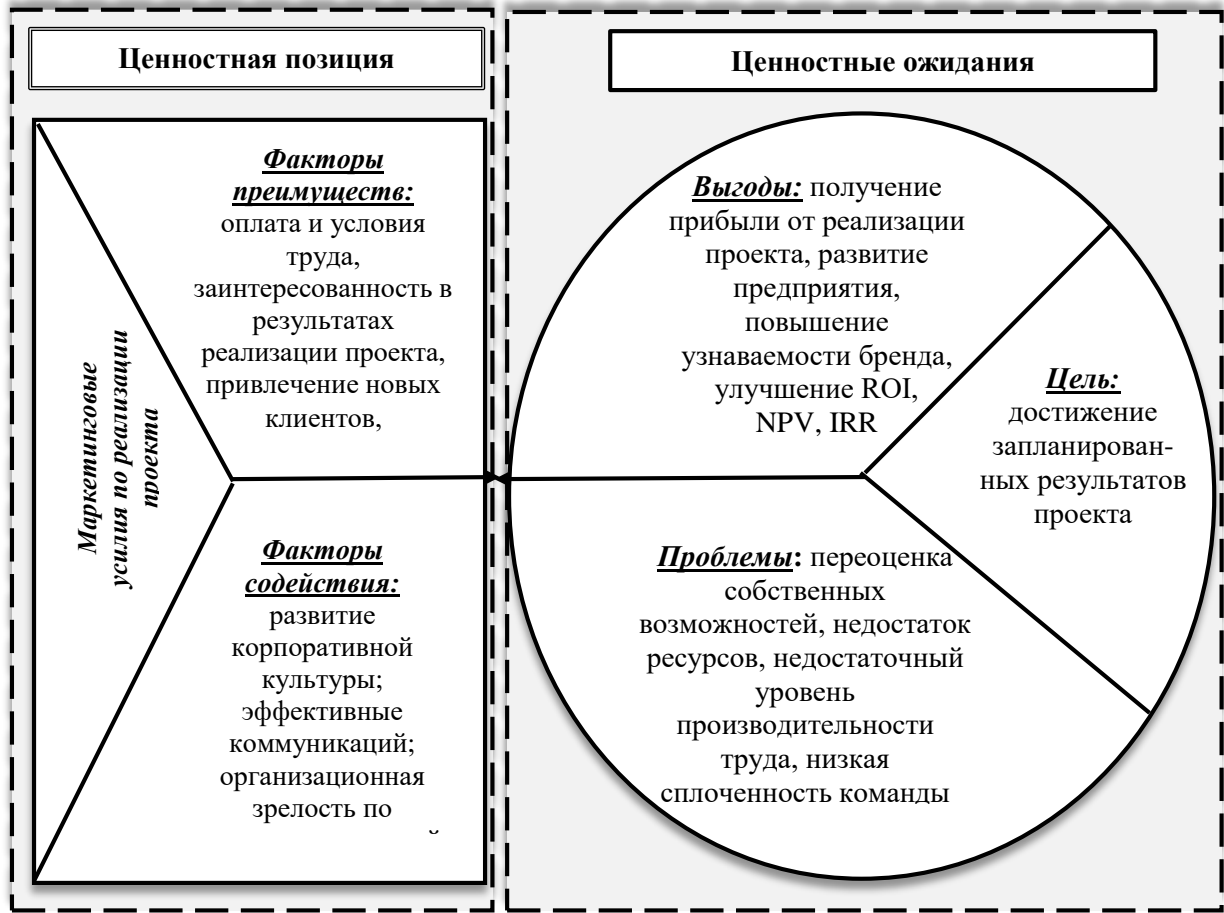 Ценностная позиция
Факторы
преимуществ:
оплата и условия
труда,
заинтересованность в
результатах
реализации проекта,
привлечение новых
клиентов,
Маркетинговые
усилия по реализации
проекта
Факторы
содействия:
развитие
корпоративной
культуры;
эффективные
коммуникаций;
организационная
зрелость по
Ценностные ожидания
Выгоды: получение
прибыли от реализации
проекта, развитие
предприятия,
повышение
узнаваемости бренда,
улучшение ROI,
NPV, IRR
Цель:
достижение
запланирован-
ных результатов
проекта
Проблемы: переоценка
собственных
возможностей, недостаток
ресурсов, недостаточный
уровень
производительности
труда, низкая
сплоченность команды